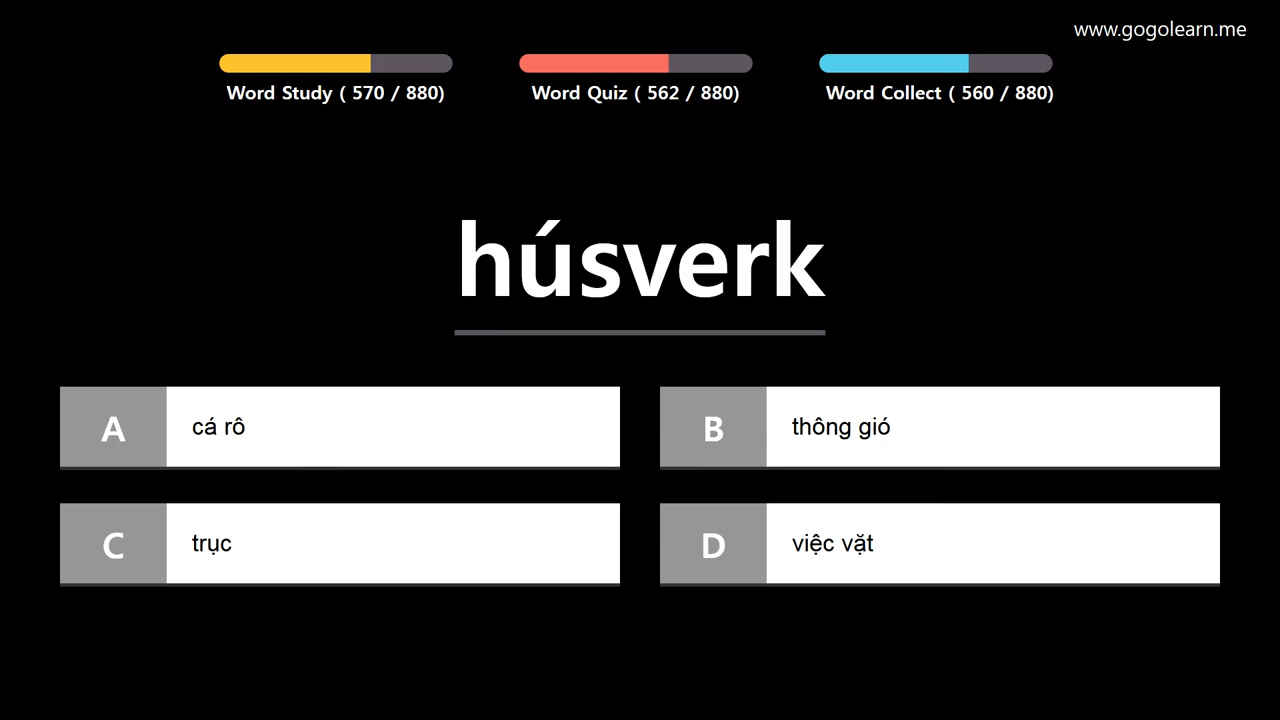 www.gogolearn.me
Word Study ( 570 / 880)
Word Quiz ( 562 / 880)
Word Collect ( 560 / 880)
húsverk
A cá rô
B thông gió
C trục
D việc vặt